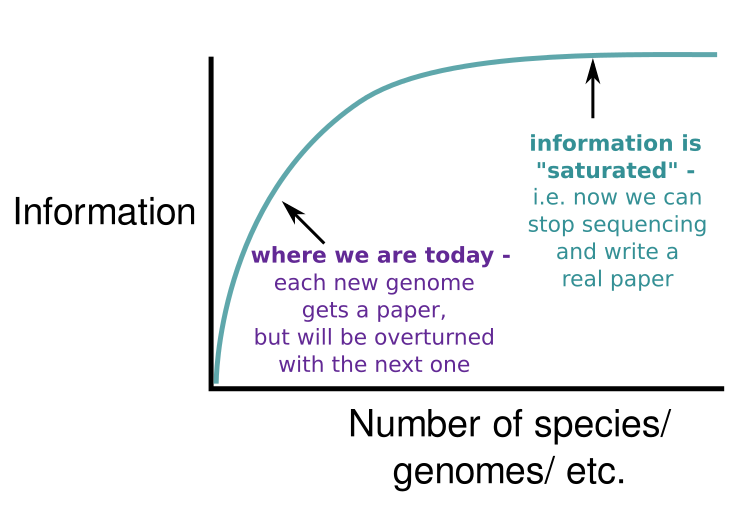 Information
information is
"saturated" -
i.e. now we can
stop sequencing
and write a
real paper
where we are today -
each new genome
gets a paper,
but will be overturned
with the next one
Number of species/
genomes/ etc.